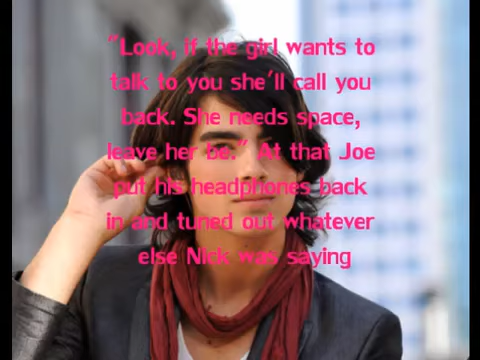 "Look, if the girl wants to
talk to you she'll call you
back. She needs space,
leave her be." At that Joe
put his headphones back
in and tuned out whatever
else Nick was saying